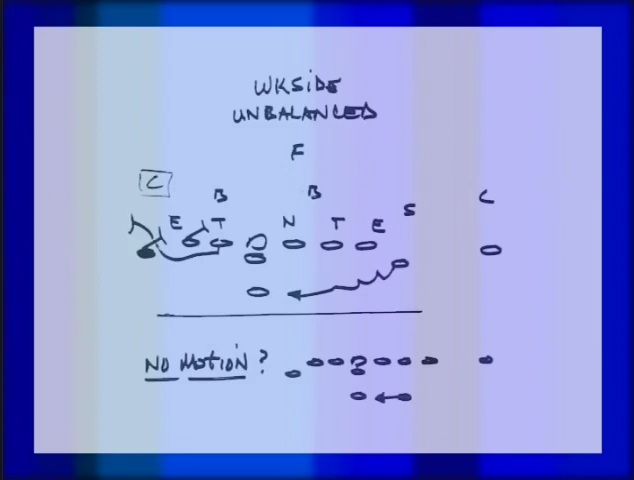 WKSIDE
UNBALANCED
F
C
B B C
S
E T N T E
NO MOTION?